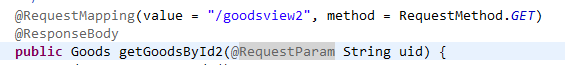 @RequestMapping(value = "/goodsview2", method = RequestMethod.GET)
@ResponseBody
public Goods getGoodsById2(@RequestParam String uid) {